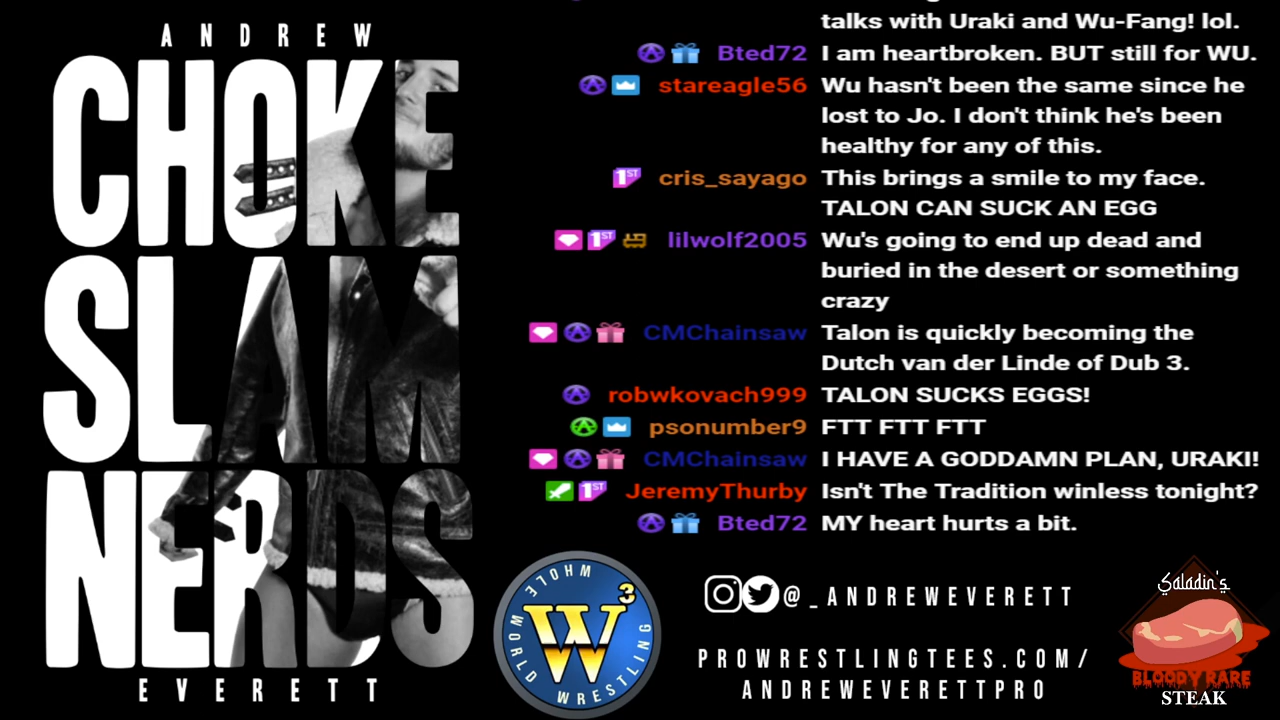 ANDREW
CHOKE
SLAM
NERDS
EVERETT
talks with Uraki and Wu-Fang! lol.
Bted72 I am heartbroken. BUT still for WU.
stareagle56 Wu hasn't been the same since he
lost to Jo. I don't think he's been
healthy for any of this.
1ST cris_sayago This brings a smile to my face.
TALON CAN SUCK AN EGG
1ST lilwolf2005 Wu's going to end up dead and
buried in the desert or something
crazy
CMChainsaw Talon is quickly becoming the
Dutch van der Linde of Dub 3.
robwkovach999 TALON SUCKS EGGS!
psonumber9 FTT FTT FTT
CMChainsaw I HAVE A GODDAMN PLAN, URAKI!
1ST JeremyThurby Isn't The Tradition winless tonight?
Bted72 MY heart hurts a bit.
WHOLE
W3
WORLD WRESTLING
@_ANDREWEVERETT
PROWRESTLINGTEES.COM/
ANDREWEVERETTPRO
Saladin's
BLOODY RARE
STEAK